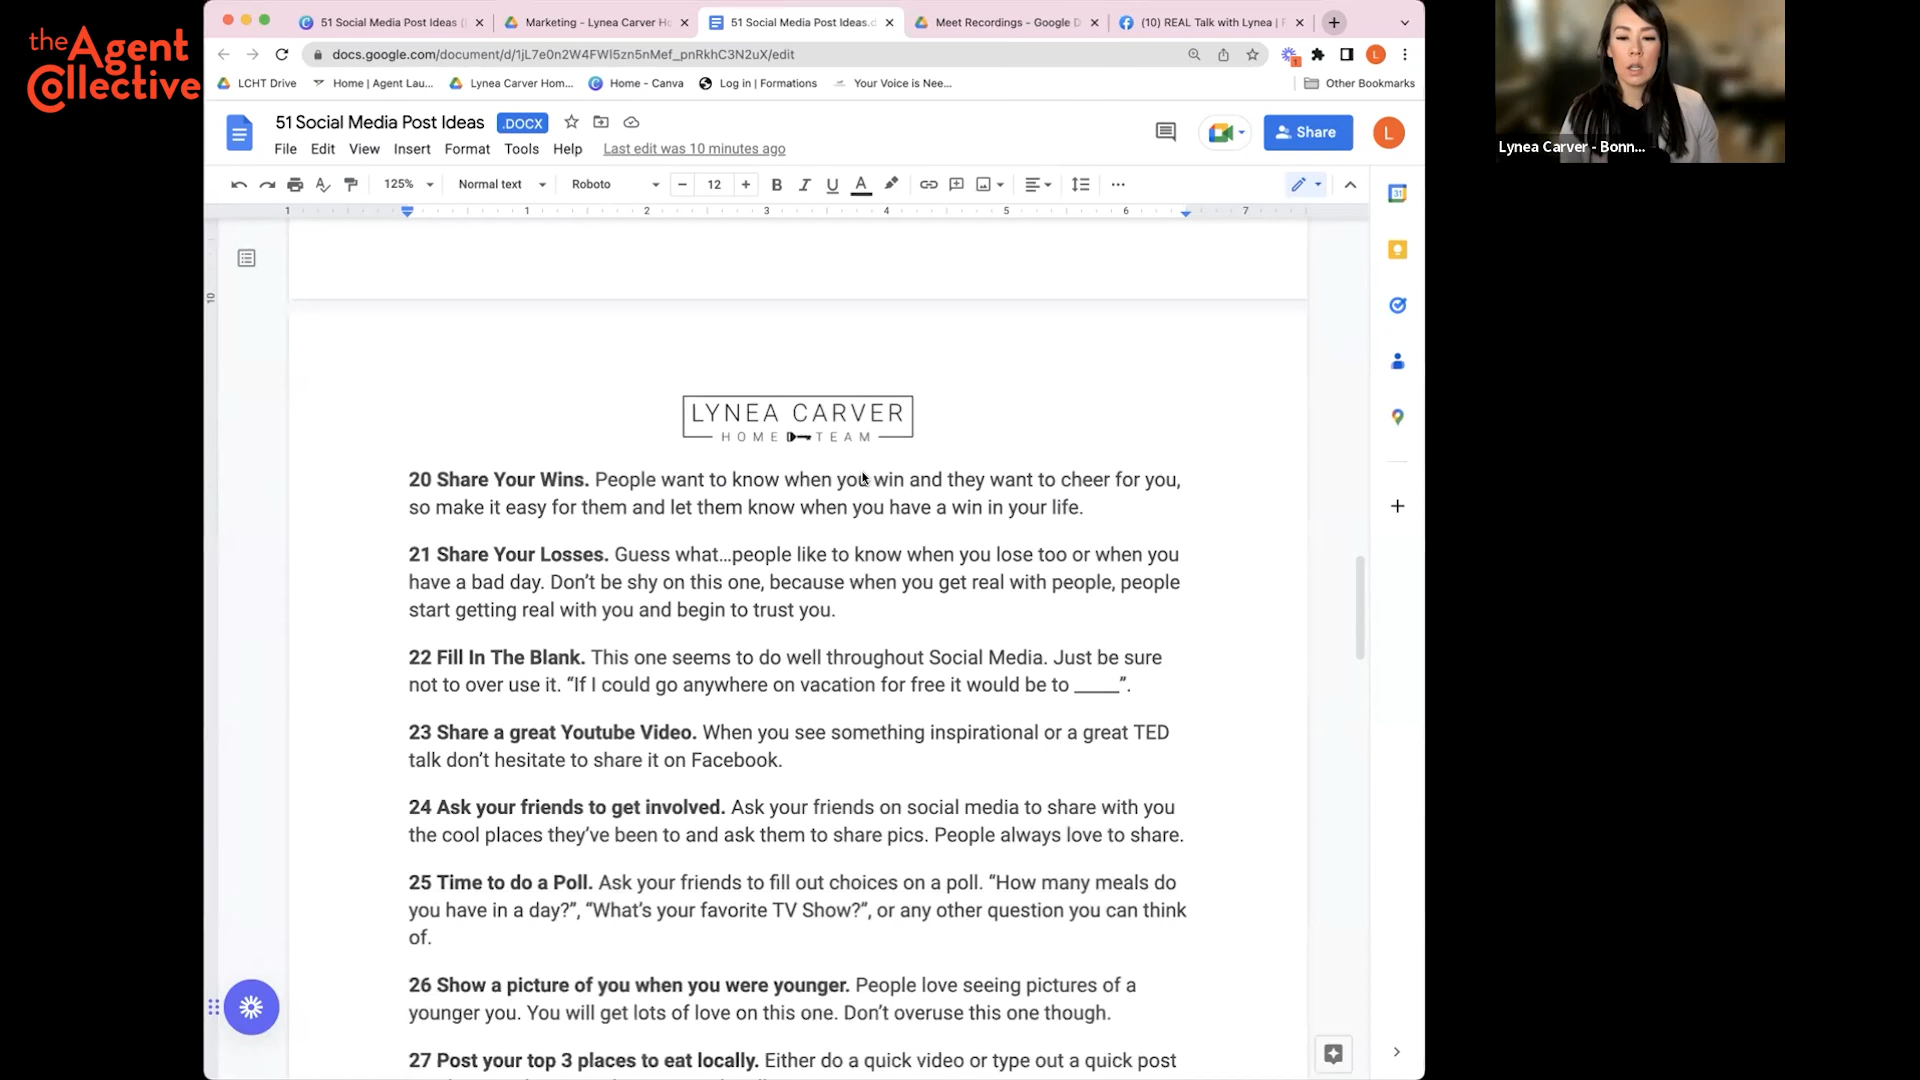 the
Agent
Collective
51 Social Media Post Ideas (
Marketing - Lynea Carver Ho
51 Social Media Post Ideas.d
Meet Recordings - Google D
(10) REAL Talk with Lynea | F
docs.google.com/document/d/1jL7e0n2W4FWl5zn5nMef_pnRkhC3N2uX/edit
L
LCHT Drive
Home | Agent Lau...
Lynea Carver Hom...
Home - Canva
Log in | Formations
Your Voice is Nee...
Other Bookmarks
51 Social Media Post Ideas .DOCX
File Edit View Insert Format Tools Help Last edit was 10 minutes ago
Share
L
125% Normal text Roboto 12
1 1 2 3 4 5 6 7
10
LYNEA CARVER
HOME TEAM
20 Share Your Wins. People want to know when you win and they want to cheer for you,
so make it easy for them and let them know when you have a win in your life.
21 Share Your Losses. Guess what...people like to know when you lose too or when you
have a bad day. Don't be shy on this one, because when you get real with people, people
start getting real with you and begin to trust you.
22 Fill In The Blank. This one seems to do well throughout Social Media. Just be sure
not to over use it. “If I could go anywhere on vacation for free it would be to _____”.
23 Share a great Youtube Video. When you see something inspirational or a great TED
talk don't hesitate to share it on Facebook.
24 Ask your friends to get involved. Ask your friends on social media to share with you
the cool places they've been to and ask them to share pics. People always love to share.
25 Time to do a Poll. Ask your friends to fill out choices on a poll. “How many meals do
you have in a day?”, “What's your favorite TV Show?”, or any other question you can think
of.
26 Show a picture of you when you were younger. People love seeing pictures of a
younger you. You will get lots of love on this one. Don't overuse this one though.
27 Post your top 3 places to eat locally. Either do a quick video or type out a quick post
Lynea Carver - Bonn...